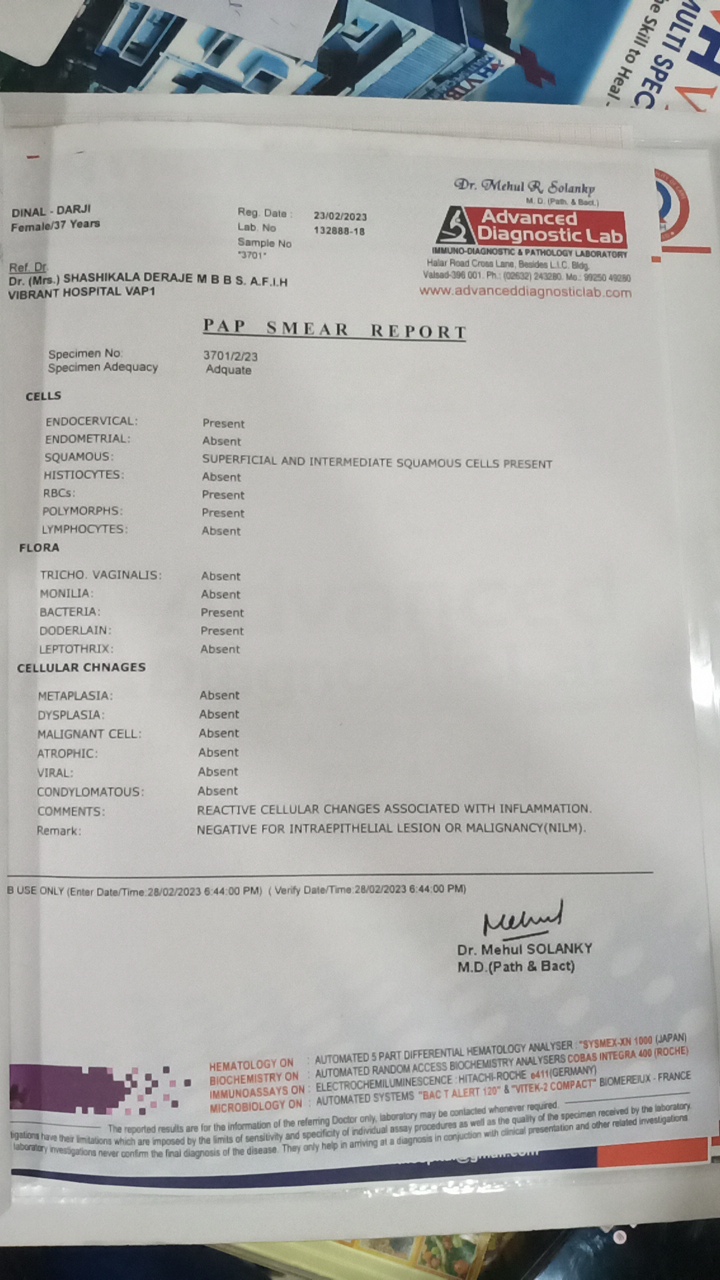 MULTI SPEC
he Skill to Heal -
DINAL - DARJI
Female/37 Years
Reg. Date : 23/02/2023
Lab. No 132888-18
Sample No
"3701"
Dr. Mehul R. Solanky
M. D. (Path & Bact.)
Advanced
Diagnostic Lab
IMMUNO-DIAGNOSTIC & PATHOLOGY LABORATORY
Halar Road Cross Lane, Besides L.I.C. Bldg.
Valsad-396 001. Ph.: (02632) 243280. Mo.: 99250 49280
www.advanceddiagnosticlab.com
Ref. Dr.
Dr. (Mrs.) SHASHIKALA DERAJE M B B S. A.F.I.H
VIBRANT HOSPITAL VAP1
PAP SMEAR REPORT
Specimen No: 3701/2/23
Specimen Adequacy Adquate
CELLS
ENDOCERVICAL: Present
ENDOMETRIAL: Absent
SQUAMOUS: SUPERFICIAL AND INTERMEDIATE SQUAMOUS CELLS PRESENT
HISTIOCYTES: Absent
RBCs: Present
POLYMORPHS: Present
LYMPHOCYTES: Absent
FLORA
TRICHO. VAGINALIS: Absent
MONILIA: Absent
BACTERIA: Present
DODERLAIN: Present
LEPTOTHRIX: Absent
CELLULAR CHNAGES
METAPLASIA: Absent
DYSPLASIA: Absent
MALIGNANT CELL: Absent
ATROPHIC: Absent
VIRAL: Absent
CONDYLOMATOUS: Absent
COMMENTS: REACTIVE CELLULAR CHANGES ASSOCIATED WITH INFLAMMATION.
Remark: NEGATIVE FOR INTRAEPITHELIAL LESION OR MALIGNANCY(NILM).
B USE ONLY (Enter Date/Time:28/02/2023 6:44:00 PM) ( Verify Date/Time:28/02/2023 6:44:00 PM)
Mehul
Dr. Mehul SOLANKY
M.D.(Path & Bact)
HEMATOLOGY ON : AUTOMATED 5 PART DIFFERENTIAL HEMATOLOGY ANALYSER : "SYSMEX-XN 1000 (JAPAN)
BIOCHEMISTRY ON : AUTOMATED RANDOM ACCESS BIOCHEMISTRY ANALYSERS COBAS INTEGRA 400 (ROCHE)
IMMUNOASSAYS ON : ELECTROCHEMILUMINESCENCE : HITACHI-ROCHE e411(GERMANY)
MICROBIOLOGY ON : AUTOMATED SYSTEMS "BAC T ALERT 120" & "VITEK-2 COMPACT" BIOMEREIUX - FRANCE
The reported results are for the information of the referring Doctor only, laboratory may be contacted whenever required.
tigations have their limitations which are imposed by the limits of sensitivity and specificity of individual assay procedures as well as the quality of the specimen received by the laboratory.
laboratory investigations never confirm the final diagnosis of the disease. They only help in arriving at a diagnosis in conjuction with clinical presentation and other related investigations.